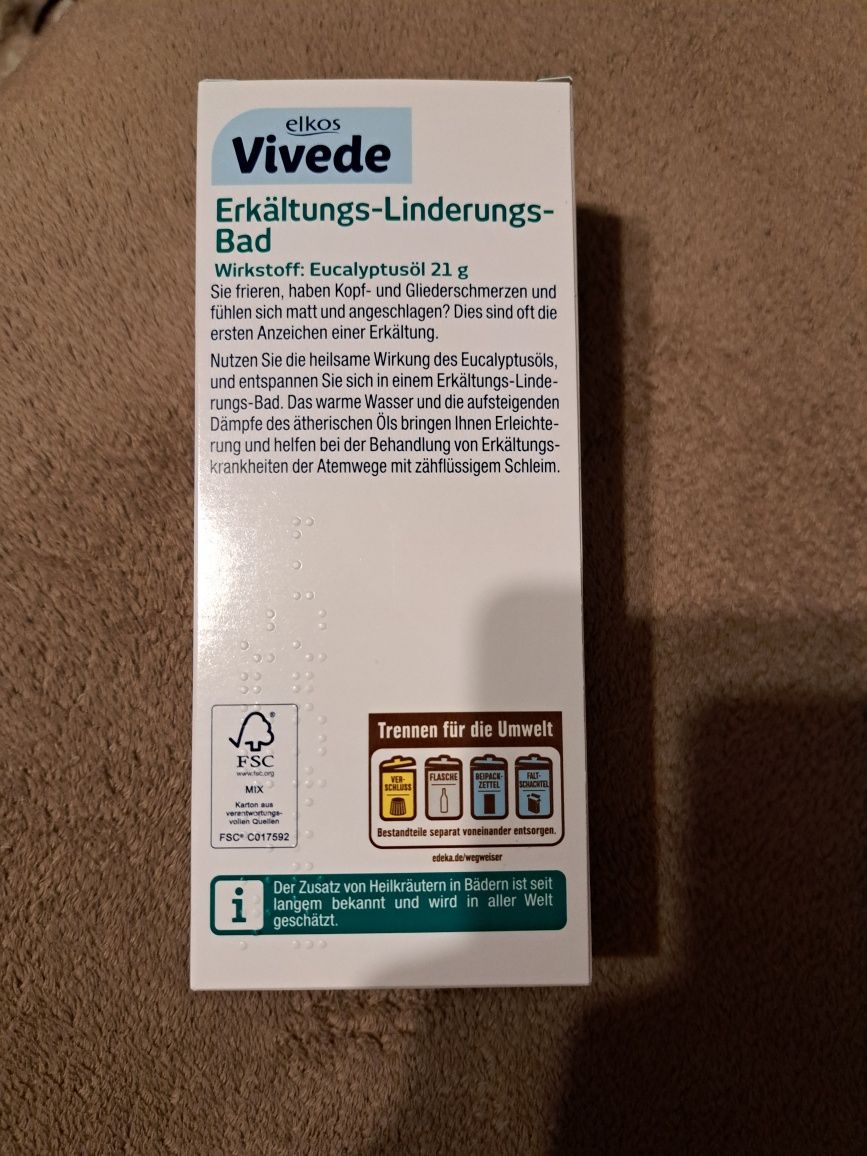 elkos
Vivede
Erkältungs-Linderungs-
Bad
Wirkstoff: Eucalyptusöl 21 g
Sie frieren, haben Kopf- und Gliederschmerzen und
fühlen sich matt und angeschlagen? Dies sind oft die
ersten Anzeichen einer Erkältung.
Nutzen Sie die heilsame Wirkung des Eucalyptusöls,
und entspannen Sie sich in einem Erkältungs-Linde-
rungs-Bad. Das warme Wasser und die aufsteigenden
Dämpfe des ätherischen Öls bringen Ihnen Erleichte-
rung und helfen bei der Behandlung von Erkältungs-
krankheiten der Atemwege mit zähflüssigem Schleim.
®
FSC
www.fsc.org
MIX
Karton aus
verantwortungs-
vollen Quellen
FSC® C017592
Trennen für die Umwelt
VER-
SCHLUSS
FLASCHE
BEIPACK-
ZETTEL
FALT-
SCHACHTEL
Bestandteile separat voneinander entsorgen.
edeka.de/wegweiser
i
Der Zusatz von Heilkräutern in Bädern ist seit
langem bekannt und wird in aller Welt
geschätzt.